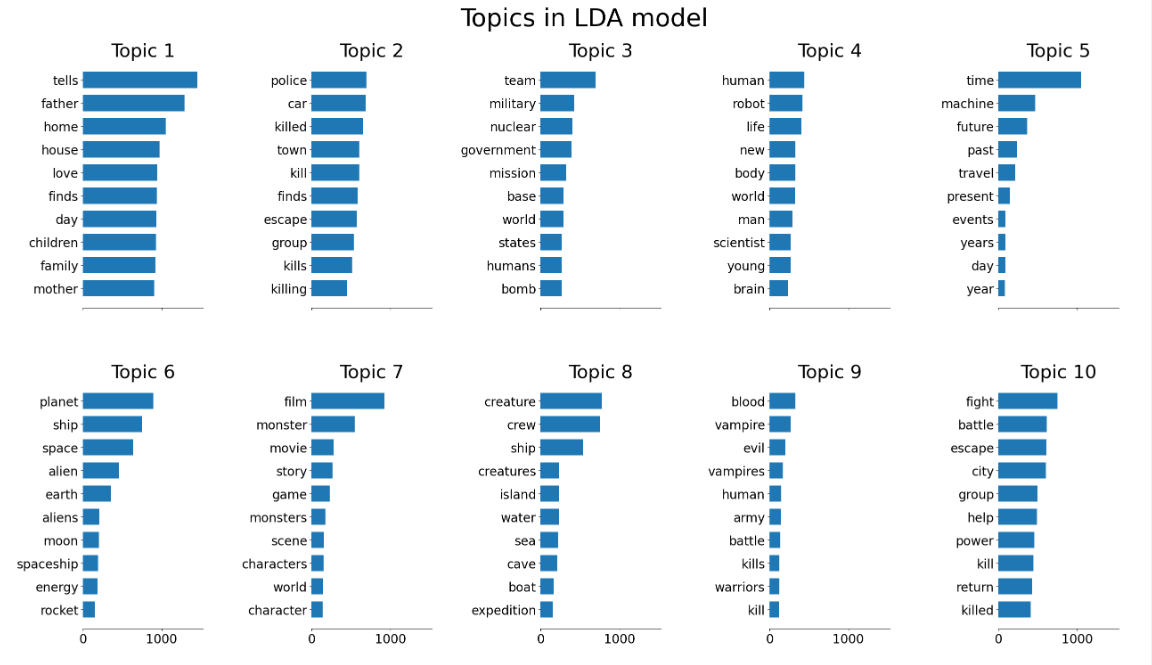 Topics in LDA model
Topic 1
tells
father
home
house
love
finds
day
children
family
mother
Topic 2
police
car
killed
town
kill
finds
escape
group
kills
killing
Topic 3
team
military
nuclear
government
mission
base
world
states
humans
bomb
Topic 4
human
robot
life
new
body
world
man
scientist
young
brain
Topic 5
time
machine
future
past
travel
present
events
years
day
year
Topic 6
planet
ship
space
alien
earth
aliens
moon
spaceship
energy
rocket
0 1000
Topic 7
film
monster
movie
story
game
monsters
scene
characters
world
character
0 1000
Topic 8
creature
crew
ship
creatures
island
water
sea
cave
boat
expedition
0 1000
Topic 9
blood
vampire
evil
vampires
human
army
battle
kills
warriors
kill
0 1000
Topic 10
fight
battle
escape
city
group
help
power
kill
return
killed
0 1000